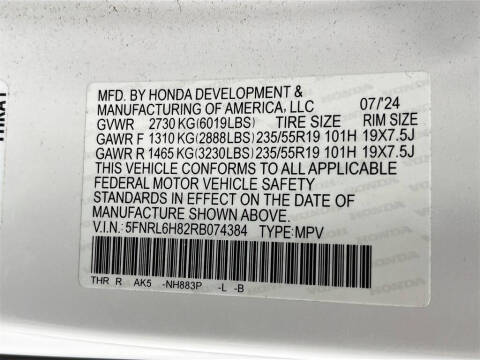 MFD. BY HONDA DEVELOPMENT &
MANUFACTURING OF AMERICA, LLC 07/'24
GVWR 2730 KG(6019LBS) TIRE SIZE RIM SIZE
GAWR F 1310 KG(2888LBS) 235/55R19 101H 19X7.5J
GAWR R 1465 KG(3230LBS) 235/55R19 101H 19X7.5J
THIS VEHICLE CONFORMS TO ALL APPLICABLE
FEDERAL MOTOR VEHICLE SAFETY
STANDARDS IN EFFECT ON THE DATE OF
MANUFACTURE SHOWN ABOVE.
V.I.N: 5FNRL6H82RB074384 TYPE:MPV
THR R AK5 -NH883P -L -B